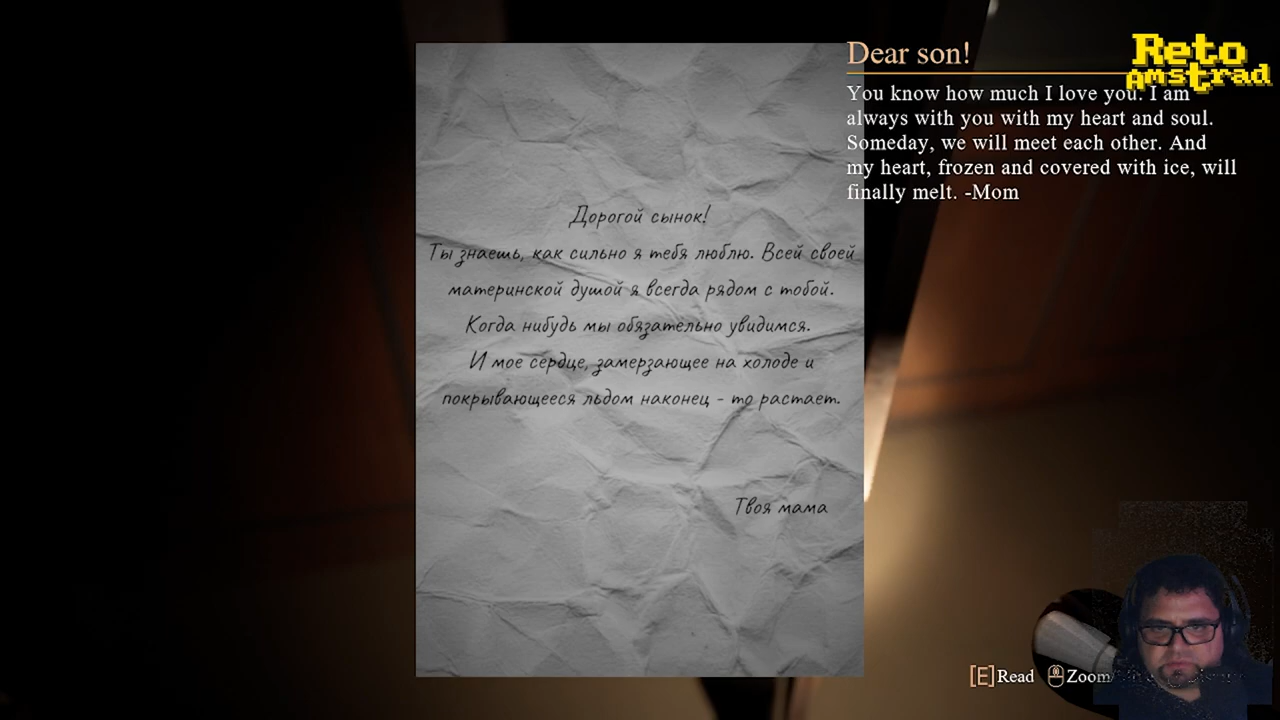 Дорогой сынок!
Ты знаешь, как сильно я тебя люблю. Всей своей
материнской душой я всегда рядом с тобой.
Когда нибудь мы обязательно увидимся.
И мое сердце, замерзающее на холоде и
покрывающееся льдом наконец - то растает.
Твоя мама
Dear son!
You know how much I love you. I am
always with you with my heart and soul.
Someday, we will meet each other. And
my heart, frozen and covered with ice, will
finally melt. -Mom
Reto
Amstrad
[E]Read Zoom